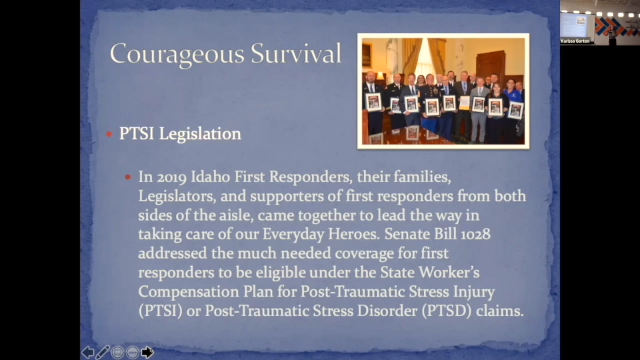 Courageous Survival
PTSI Legislation
In 2019 Idaho First Responders, their families,
Legislators, and supporters of first responders from both
sides of the aisle, came together to lead the way in
taking care of our Everyday Heroes. Senate Bill 1028
addressed the much needed coverage for first
responders to be eligible under the State Worker's
Compensation Plan for Post-Traumatic Stress Injury
(PTSI) or Post-Traumatic Stress Disorder (PTSD) claims.